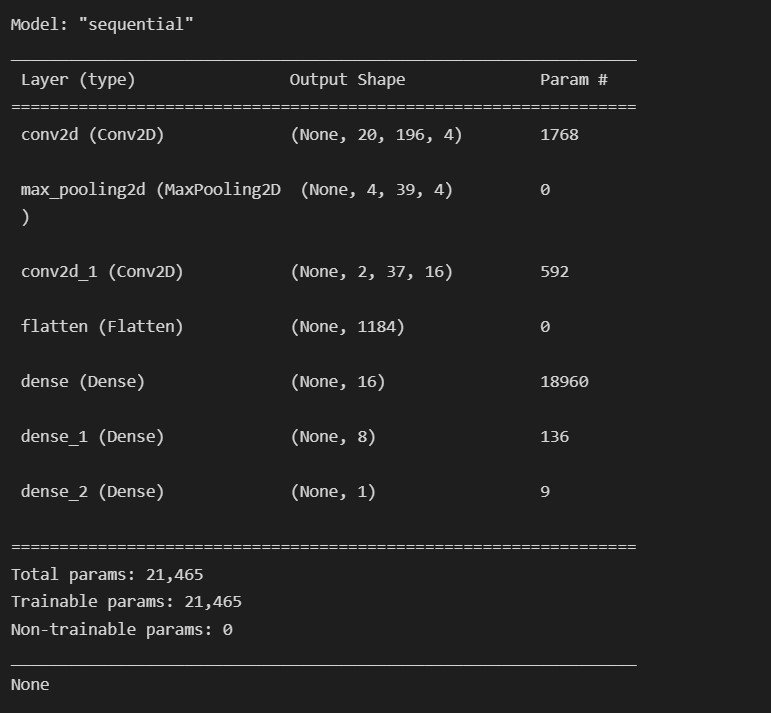 Model: "sequential"
_________________________________________________________________
Layer (type)                Output Shape              Param #
=================================================================
conv2d (Conv2D)             (None, 20, 196, 4)        1768
max_pooling2d (MaxPooling2D  (None, 4, 39, 4)         0
)
conv2d_1 (Conv2D)           (None, 2, 37, 16)         592
flatten (Flatten)           (None, 1184)              0
dense (Dense)               (None, 16)                18960
dense_1 (Dense)             (None, 8)                 136
dense_2 (Dense)             (None, 1)                 9
=================================================================
Total params: 21,465
Trainable params: 21,465
Non-trainable params: 0
_________________________________________________________________
None